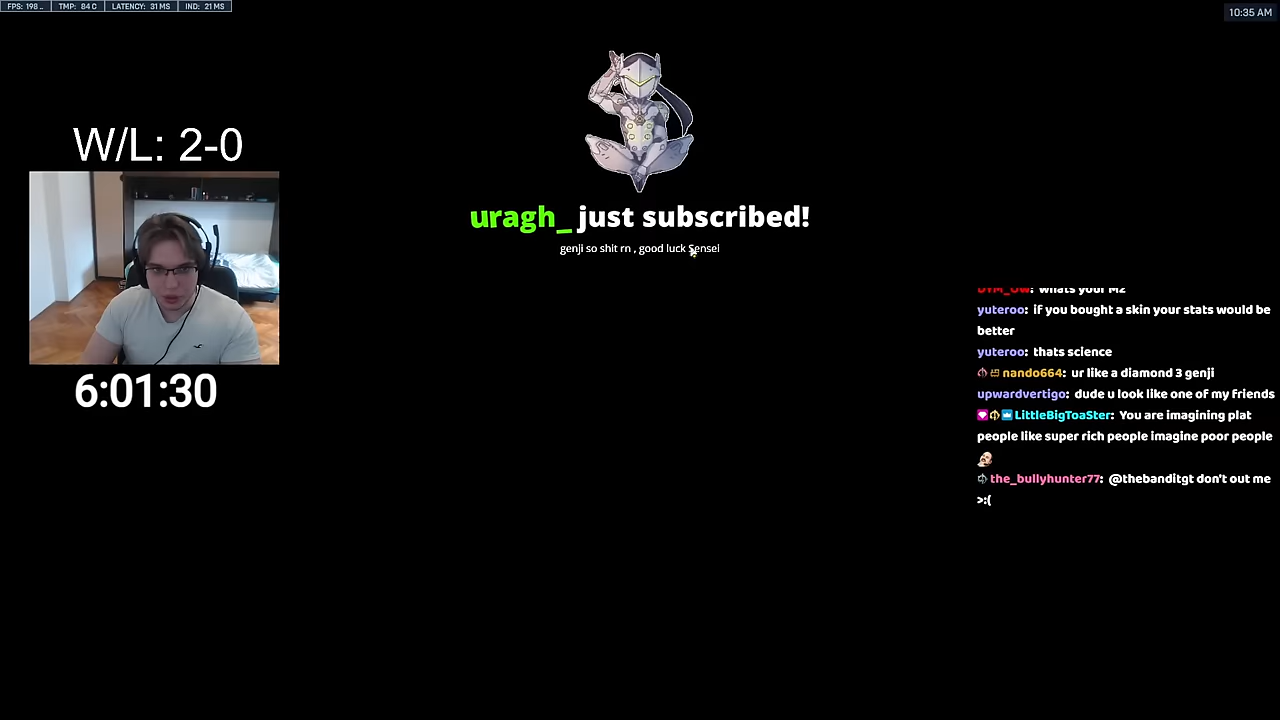 FPS: 198 ..
TMP: 84 C
LATENCY: 31 MS
IND: 21 MS
10:35 AM
W/L: 2-0
6:01:30
uragh_ just subscribed!
genji so shit rn , good luck Sensei
DYM_OW: whats your M2
yuteroo: if you bought a skin your stats would be
better
yuteroo: thats science
nando664: ur like a diamond 3 genji
upwardvertigo: dude u look like one of my friends
LittleBigToaSter: You are imagining plat
people like super rich people imagine poor people
the_bullyhunter77: @thebanditgt don't out me
>:(